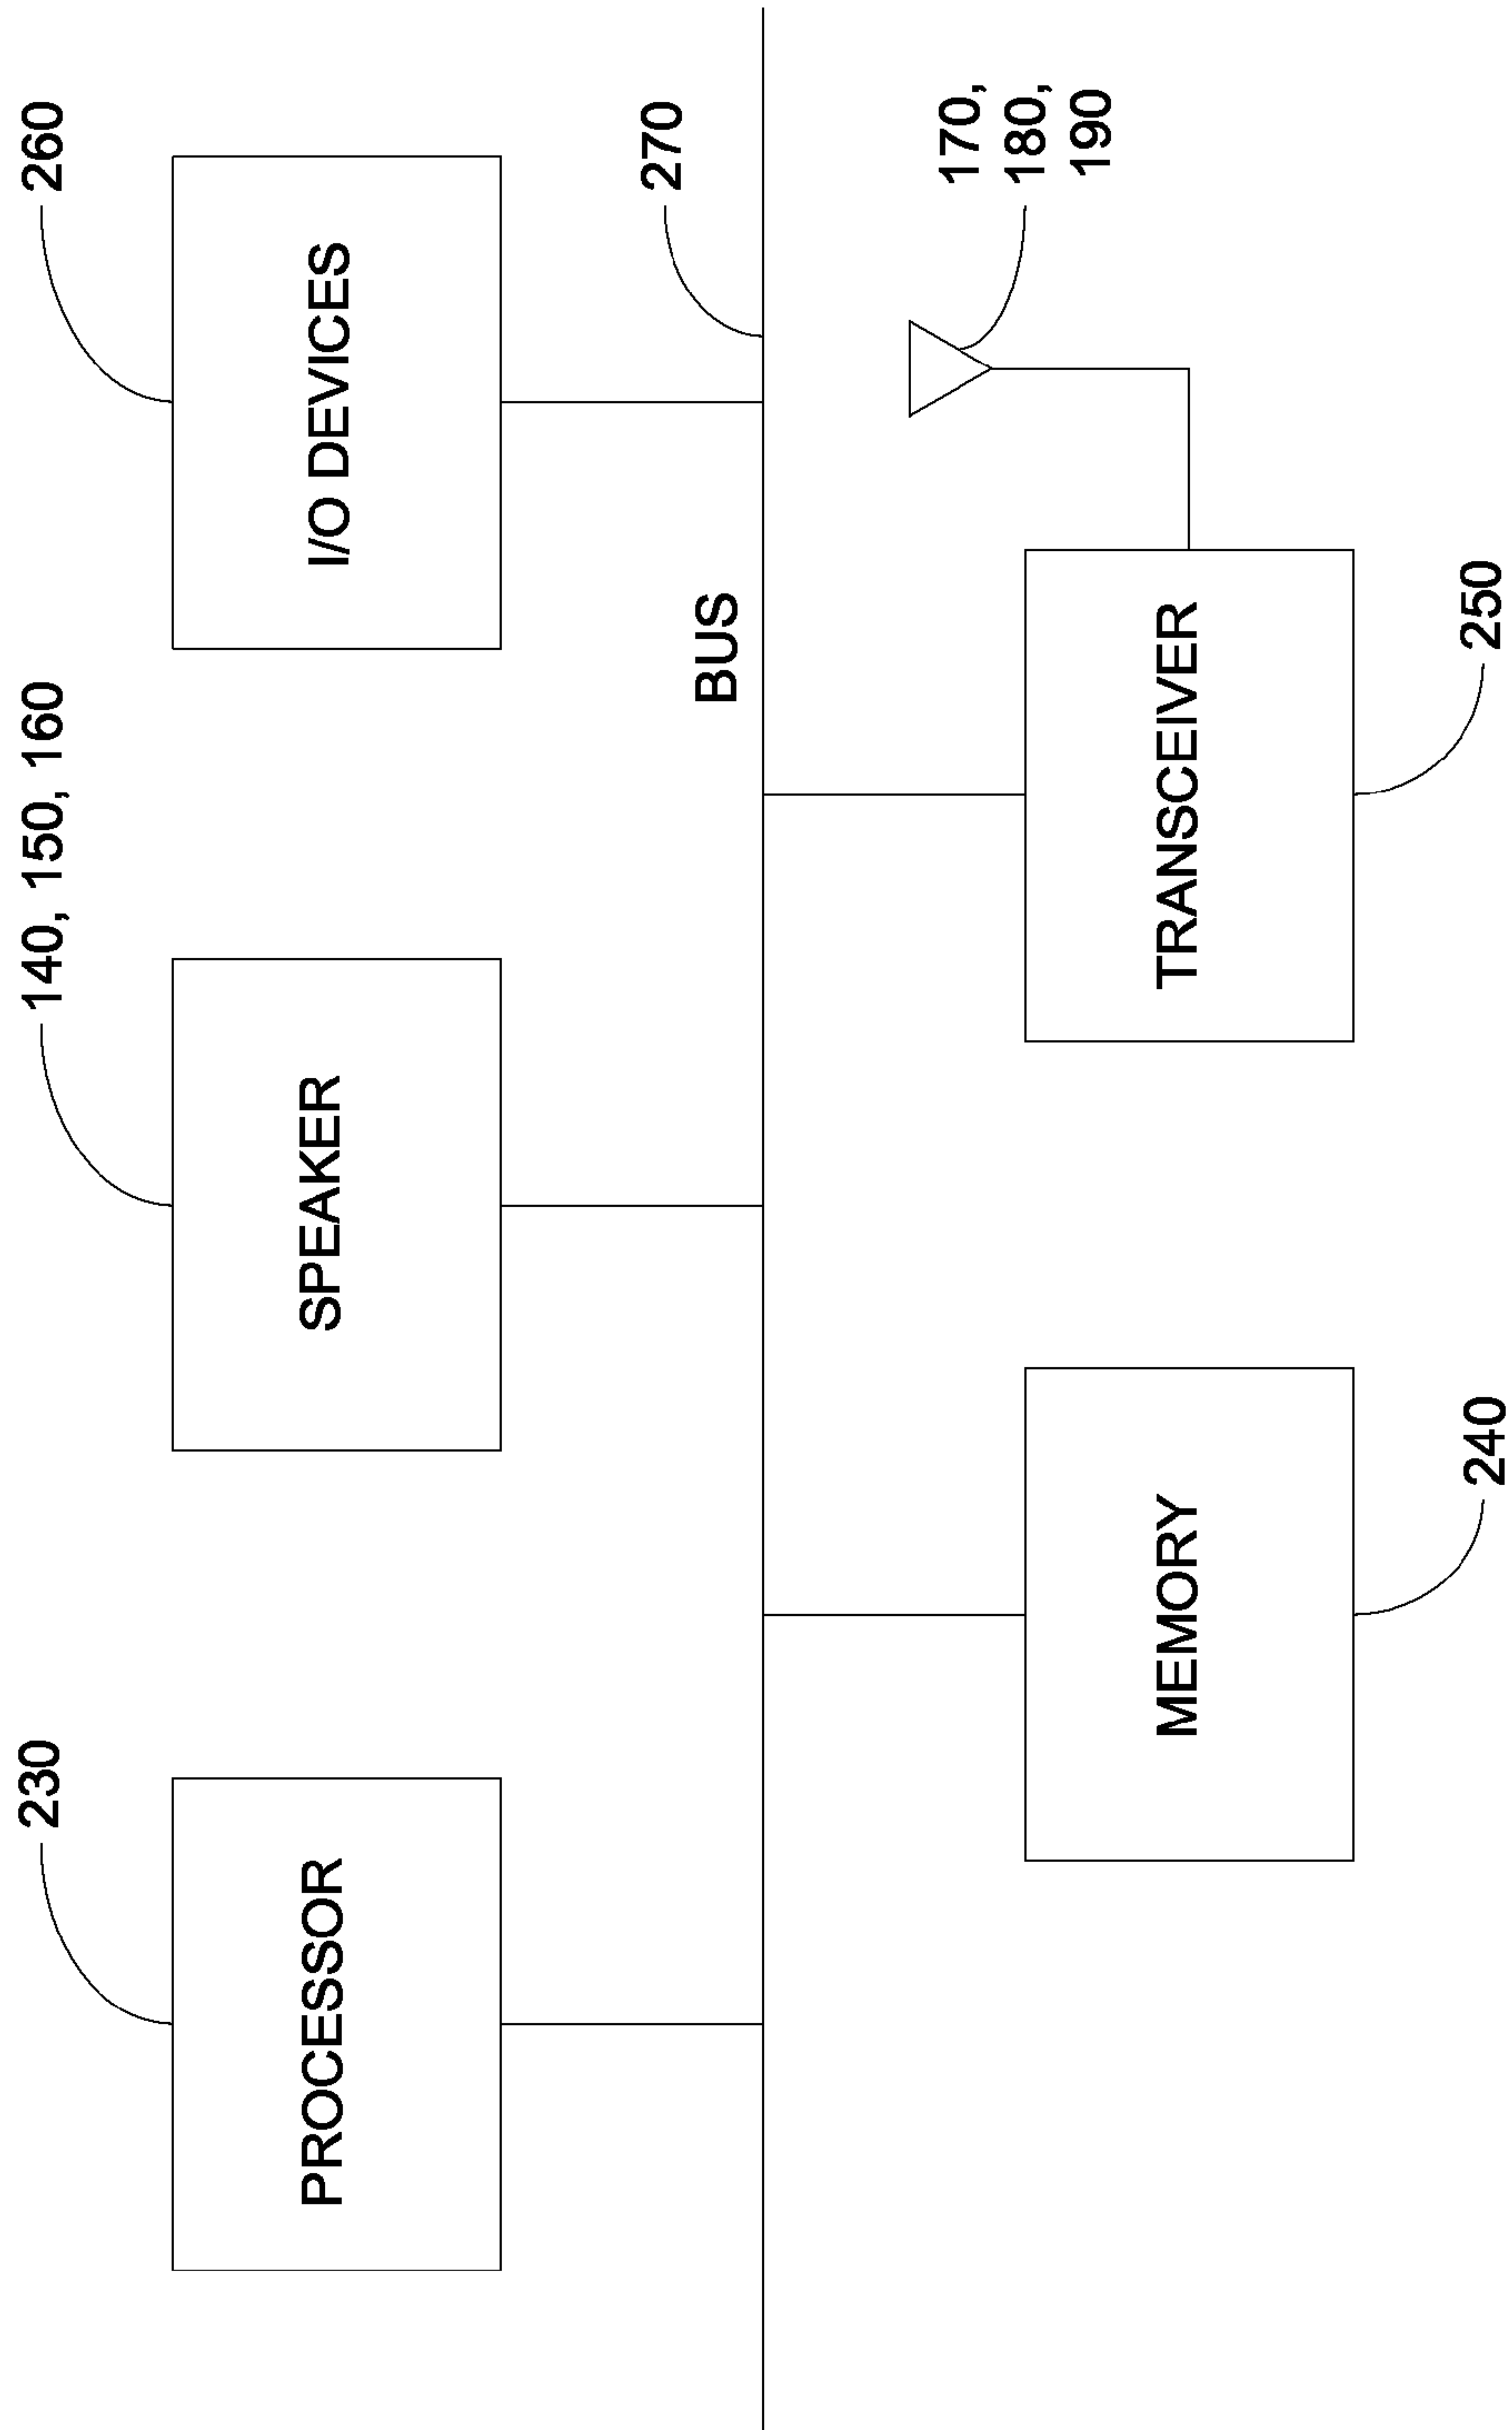 230
140, 150, 160
260
PROCESSOR
SPEAKER
I/O DEVICES
270
BUS
170,
180,
190
MEMORY
TRANSCEIVER
240
250